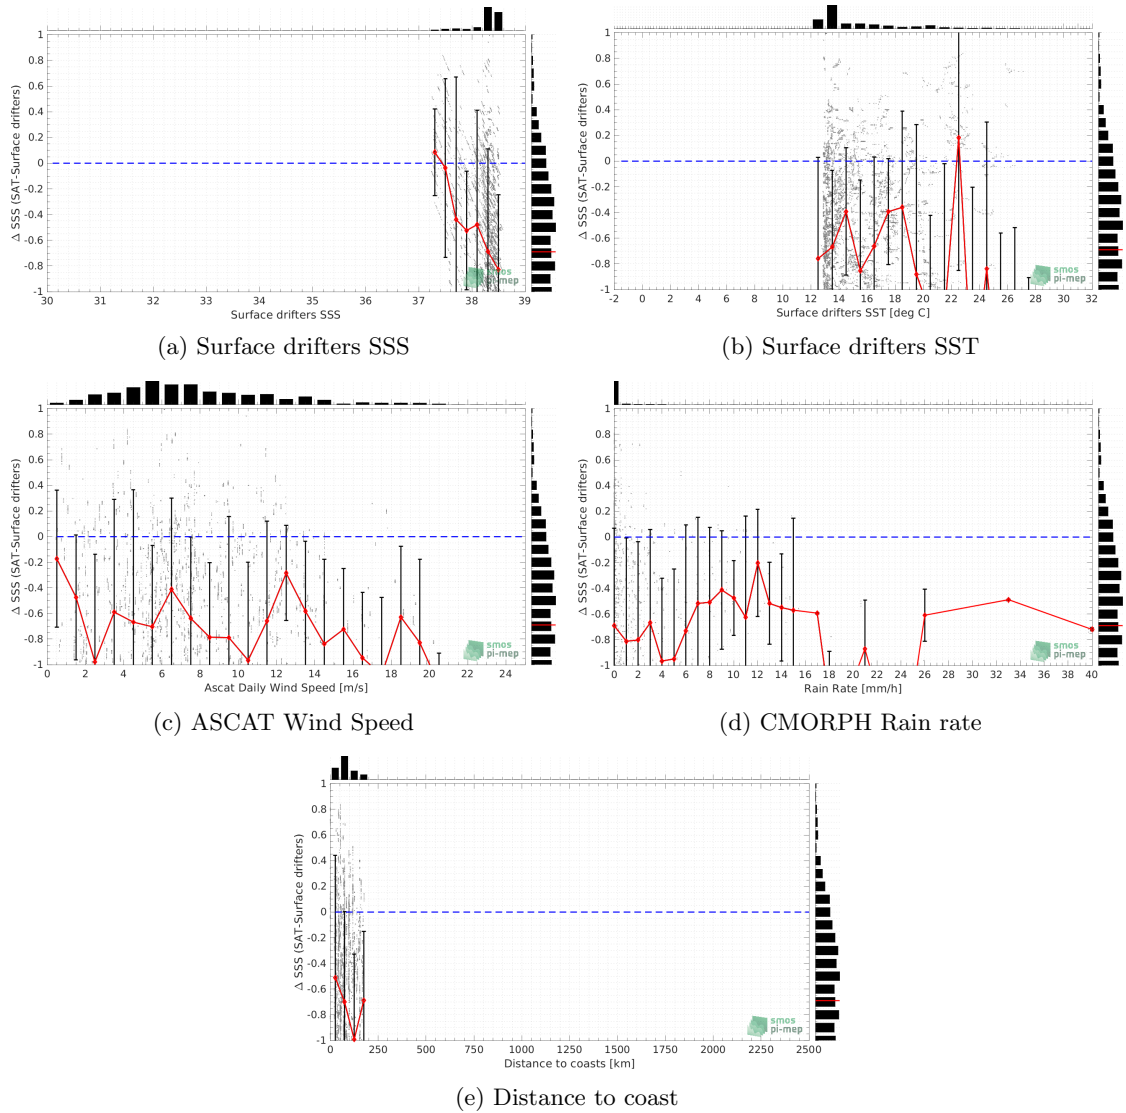 1
0.8
0.6
0.4
0.2
0
-0.2
-0.4
-0.6
-0.8
-1
Δ SSS (SAT-Surface drifters)
30 31 32 33 34 35 36 37 38 39
Surface drifters SSS
smos
pi-mep
(a) Surface drifters SSS
1
0.8
0.6
0.4
0.2
0
-0.2
-0.4
-0.6
-0.8
-1
Δ SSS (SAT-Surface drifters)
-2 0 2 4 6 8 10 12 14 16 18 20 22 24 26 28 30 32
Surface drifters SST [deg C]
smos
pi-mep
(b) Surface drifters SST
1
0.8
0.6
0.4
0.2
0
-0.2
-0.4
-0.6
-0.8
-1
Δ SSS (SAT-Surface drifters)
0 2 4 6 8 10 12 14 16 18 20 22 24
Ascat Daily Wind Speed [m/s]
smos
pi-mep
(c) ASCAT Wind Speed
1
0.8
0.6
0.4
0.2
0
-0.2
-0.4
-0.6
-0.8
-1
Δ SSS (SAT-Surface drifters)
0 2 4 6 8 10 12 14 16 18 20 22 24 26 28 30 32 34 36 38 40
Rain Rate [mm/h]
smos
pi-mep
(d) CMORPH Rain rate
1
0.8
0.6
0.4
0.2
0
-0.2
-0.4
-0.6
-0.8
-1
Δ SSS (SAT-Surface drifters)
0 250 500 750 1000 1250 1500 1750 2000 2250 2500
Distance to coasts [km]
smos
pi-mep
(e) Distance to coast